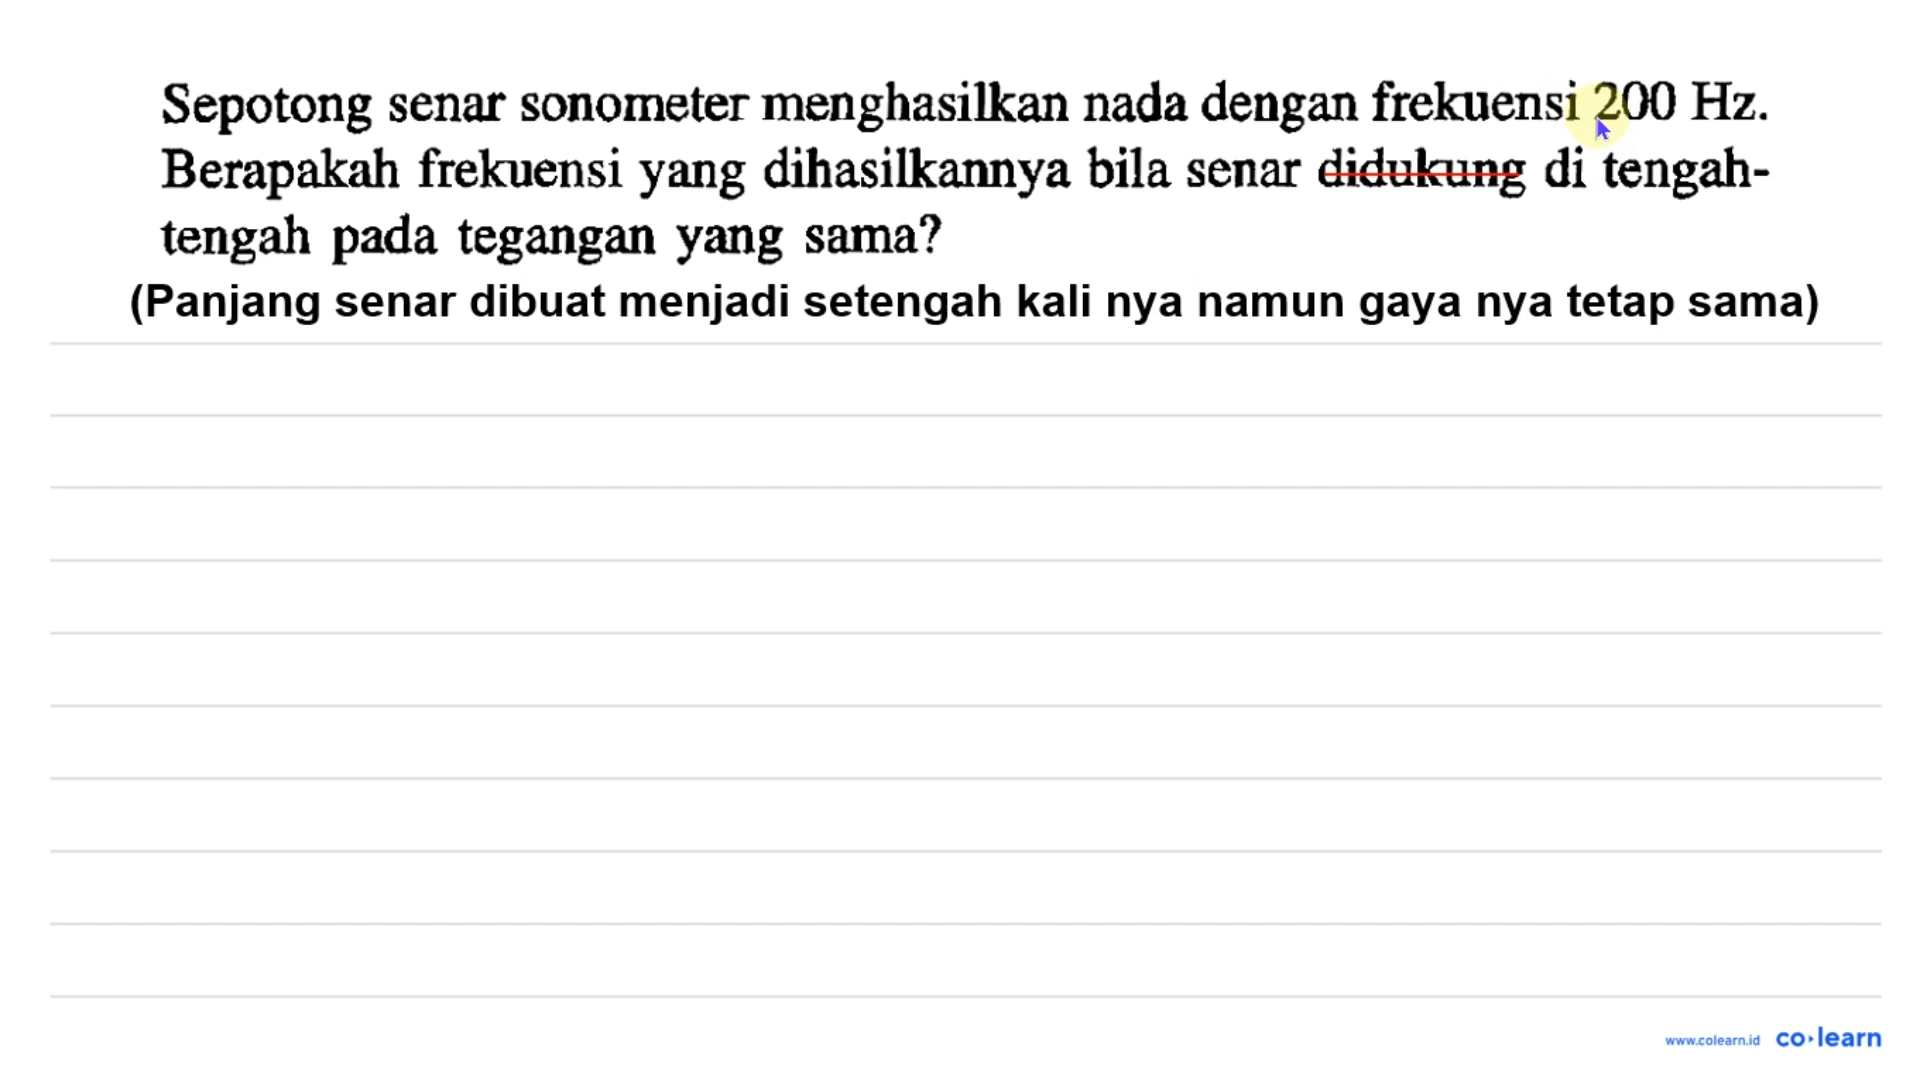 Sepotong senar sonometer menghasilkan nada dengan frekuensi 200 Hz.
Berapakah frekuensi yang dihasilkannya bila senar didukung di tengah-
tengah pada tegangan yang sama?
(Panjang senar dibuat menjadi setengah kali nya namun gaya nya tetap sama)
www.colearn.id co·learn